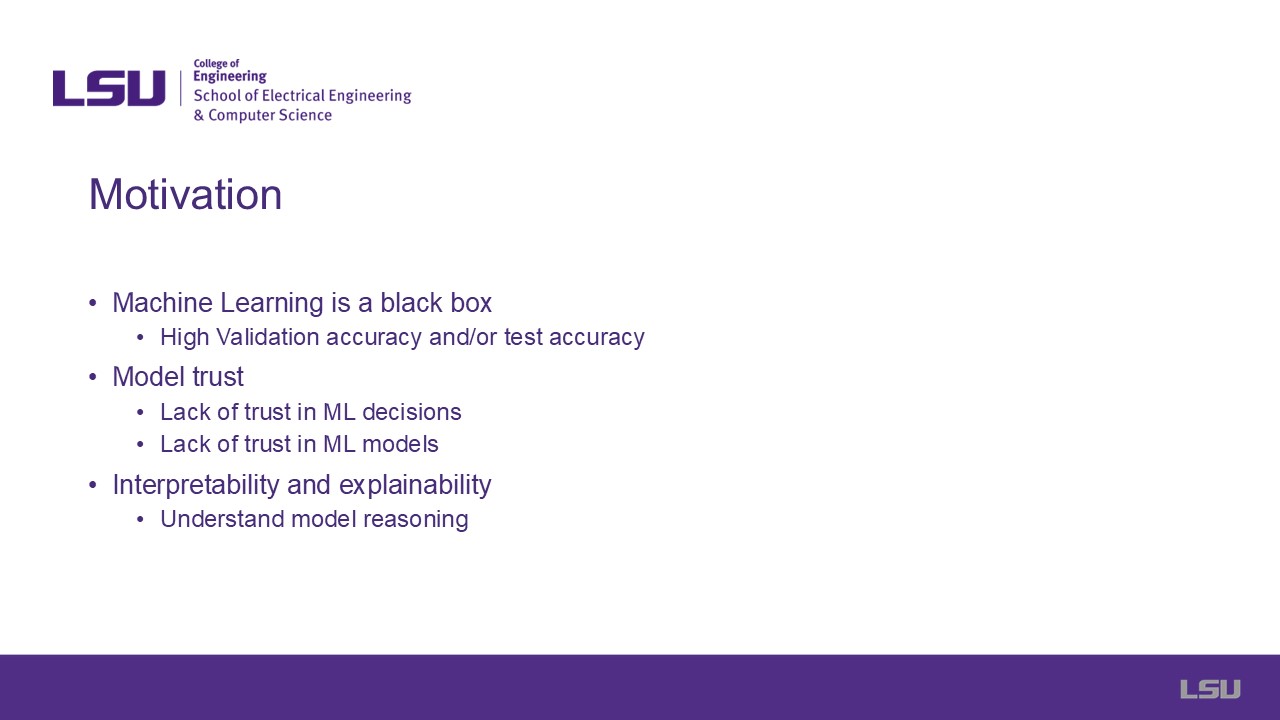 LSU
College of
Engineering
School of Electrical Engineering
& Computer Science
Motivation
• Machine Learning is a black box
• High Validation accuracy and/or test accuracy
• Model trust
• Lack of trust in ML decisions
• Lack of trust in ML models
• Interpretability and explainability
• Understand model reasoning
LSU